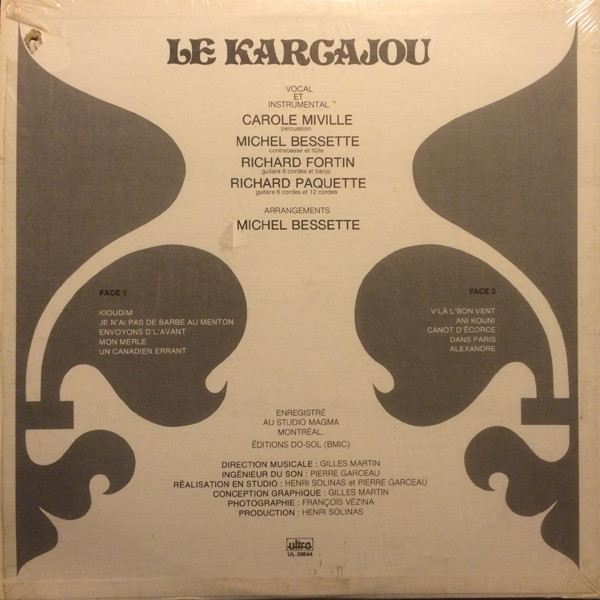 LE KARCAJOU
VOCAL
ET
INSTRUMENTAL
CAROLE MIVILLE
percussion
MICHEL BESSETTE
contrebasse et flûte
RICHARD FORTIN
guitare 6 cordes et banjo
RICHARD PAQUETTE
guitare 6 cordes et 12 cordes
ARRANGEMENTS
MICHEL BESSETTE
FACE 1
KIOUDIM
JE N'AI PAS DE BARBE AU MENTON
ENVOYONS D'L'AVANT
MON MERLE
UN CANADIEN ERRANT
FACE 2
V'LÀ L'BON VENT
ANI KOUNI
CANOT D'ÉCORCE
DANS PARIS
ALEXANDRE
ENREGISTRÉ
AU STUDIO MAGMA
MONTRÉAL.
ÉDITIONS DO-SOL (BMIC)
DIRECTION MUSICALE : GILLES MARTIN
INGÉNIEUR DU SON : PIERRE GARCEAU
RÉALISATION EN STUDIO : HENRI SOLINAS et PIERRE GARCEAU
CONCEPTION GRAPHIQUE : GILLES MARTIN
PHOTOGRAPHIE : FRANÇOIS VÉZINA
PRODUCTION : HENRI SOLINAS
ultra
UL 29544